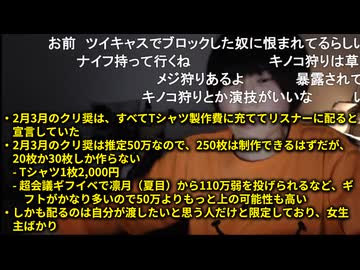 お前 ツイキャスでブロックした奴に恨まれてるらしい
ナイフ持って行くね
キノコ狩りは草
メジ狩りあるよ
暴露されて
キノコ狩りとか演技がいいな
・2月3月のクリ奨は、すべてTシャツ製作費に充ててリスナーに配ると
宣言していた
・2月3月のクリ奨は推定50万なので、250枚は制作できるはずだが、
20枚か30枚しか作らない
- Tシャツ1枚2,000円
- 超会議ギフイベで凛月（夏目）から110万弱を投げられるなど、ギ
フトがかなり多いので50万よりもっと上の可能性も高い
・しかも配るのは自分が渡したいと思う人だけと限定しており、女生
主ばかり